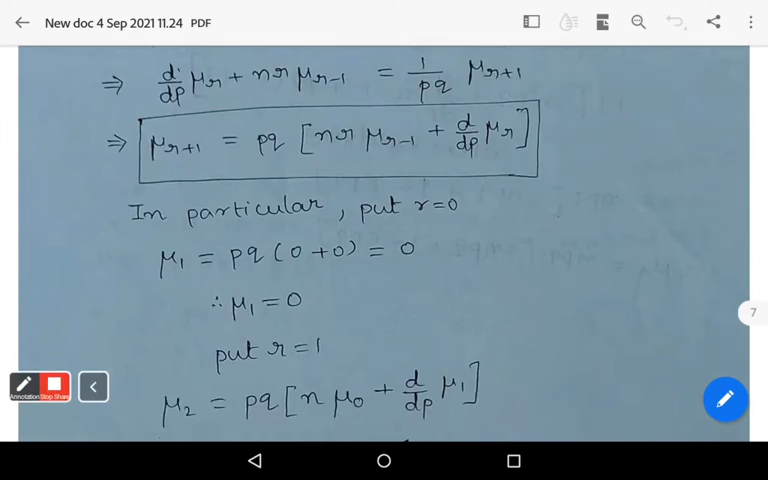 New doc 4 Sep 2021 11.24 PDF
⇒ d/dp μr + nr μr-1 = 1/pq μr+1
⇒ μr+1 = pq [nr μr-1 + d/dp μr]
In particular, put r=0
μ1 = pq (0+0) = 0
∴ μ1 = 0
7
put r=1
Annotation Stop Share
μ2 = pq [n μ0 + d/dp μ1]